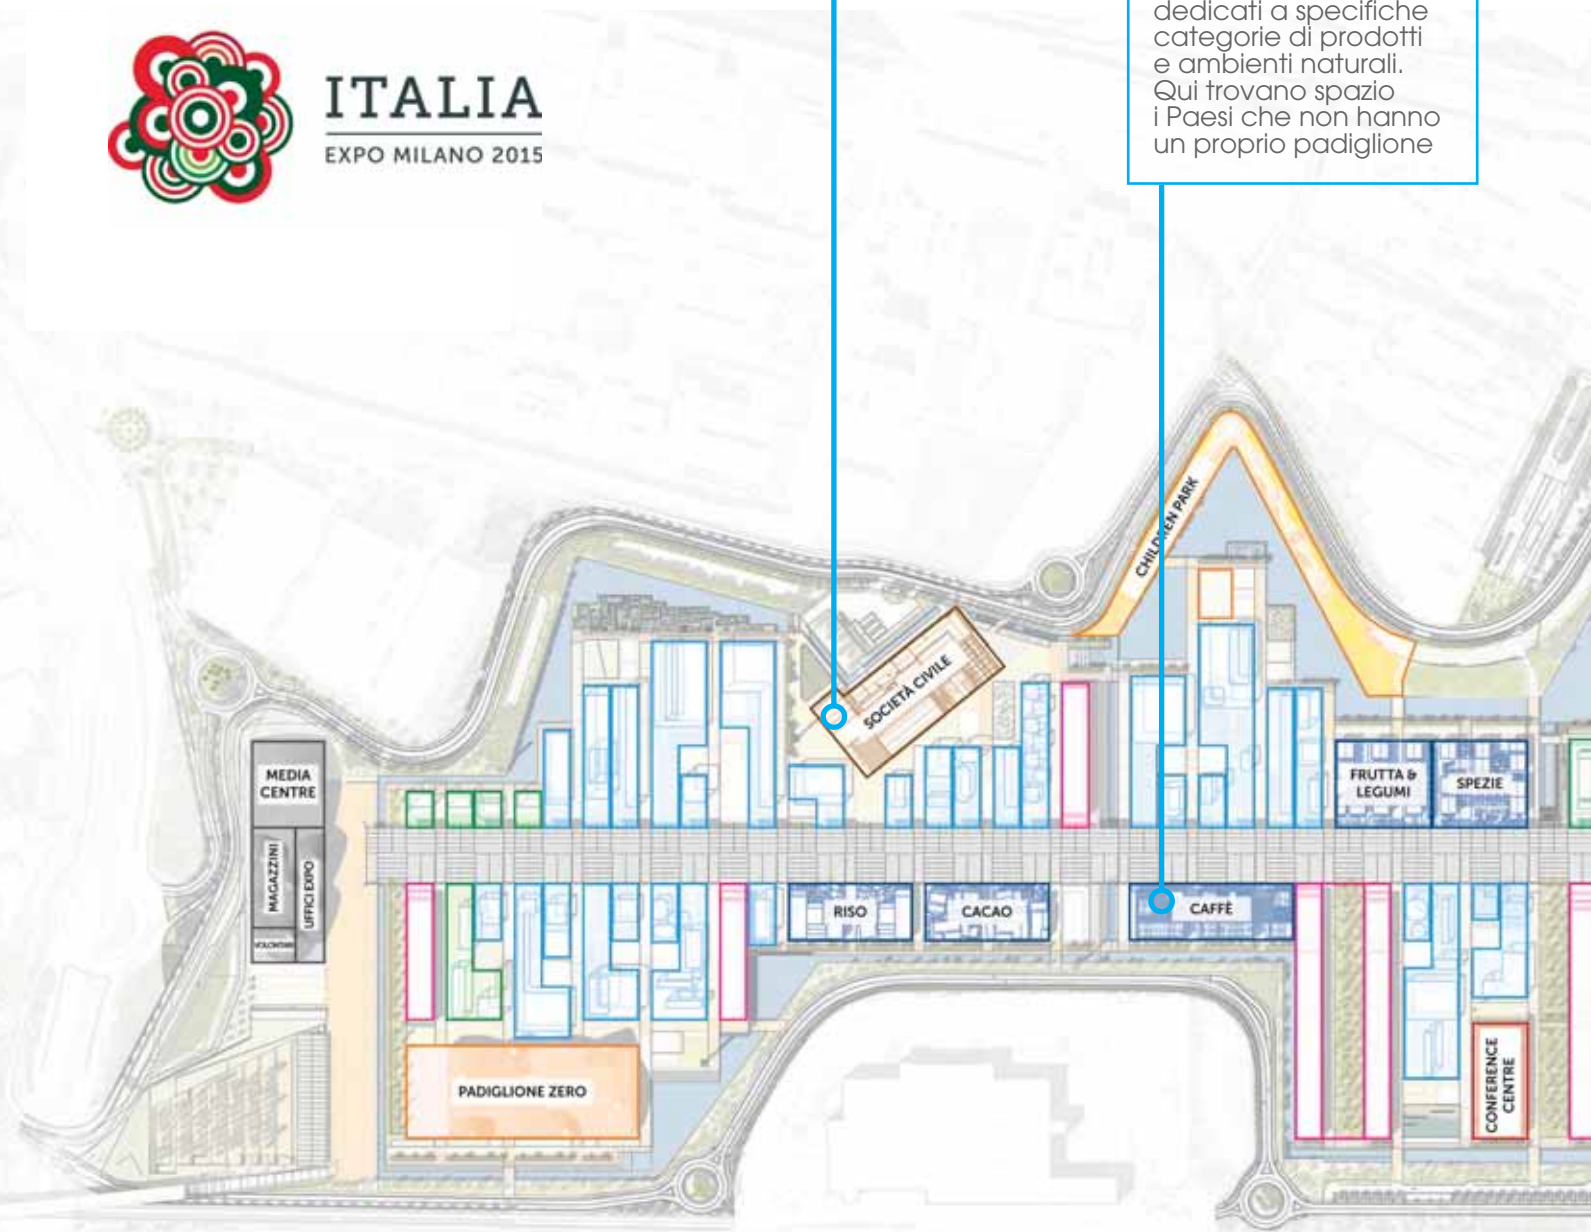 dedicati a specifiche
categorie di prodotti
e ambienti naturali.
Qui trovano spazio
i Paesi che non hanno
un proprio padiglione
ITALIA
EXPO MILANO 2015
CHILDREN PARK
SOCIETÀ CIVILE
MEDIA
CENTRE
FRUTTA &
LEGUMI
SPEZIE
MAGAZZINI
UFFICI EXPO
VOLONTARI
RISO
CACAO
CAFFÈ
PADIGLIONE ZERO
CONFERENCE
CENTRE